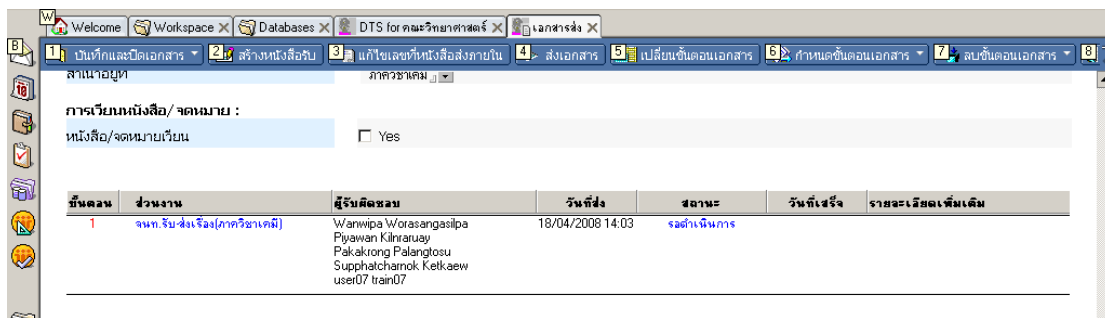 W Welcome Workspace Databases DTS for คณะวิทยาศาสตร์ เอกสารส่ง
B 1 บันทึกและปิดเอกสาร 2 สร้างหนังสือรับ 3 แก้ไขเลขที่หนังสือส่งภายใน 4 ส่งเอกสาร 5 เปลี่ยนขั้นตอนเอกสาร 6 กำหนดขั้นตอนเอกสาร 7 ลบขั้นตอนเอกสาร 8
สำเนาอยู่ที่ ภาควิชาเคมี
การเวียนหนังสือ/จดหมาย :
หนังสือ/จดหมายเวียน Yes
ขั้นตอน ส่วนงาน ผู้รับผิดชอบ วันที่ส่ง สถานะ วันที่เสร็จ รายละเอียดเพิ่มเติม
1 จนท.รับ-ส่งเรื่อง(ภาควิชาเคมี) Wanwipa Worasangasilpa 18/04/2008 14:03 รอดำเนินการ
Piyawan Kilnraruay
Pakakrong Palangtosu
Supphatcharnok Ketkaew
user07 train07